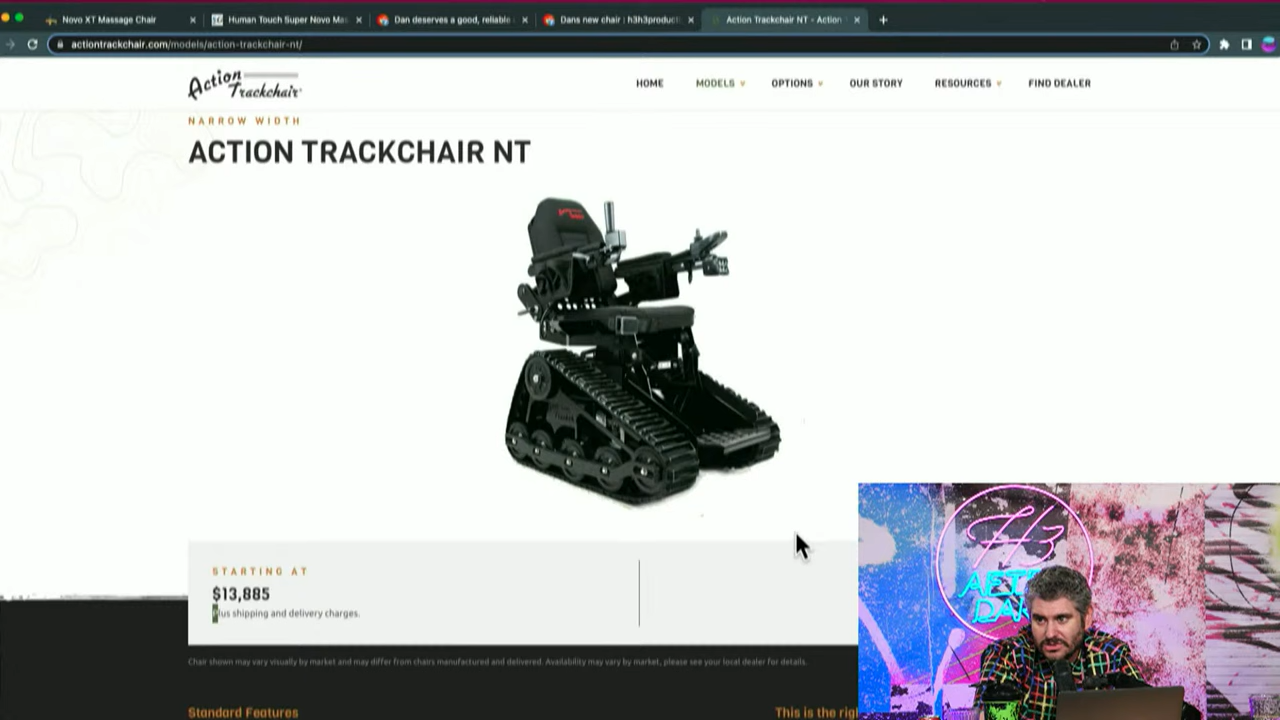 Novo XT Massage Chair
Human Touch Super Novo Ma
Dan deserves a good, reliable
Dans new chair | h3h3producti
Action Trackchair NT - Action
actiontrackchair.com/models/action-trackchair-nt/
Action Trackchair
HOME
MODELS
OPTIONS
OUR STORY
RESOURCES
FIND DEALER
NARROW WIDTH
ACTION TRACKCHAIR NT
STARTING AT
$13,885
Plus shipping and delivery charges.
Chair shown may vary visually by market and may differ from chairs manufactured and delivered. Availability may vary by market, please see your local dealer for details.
Standard Features
This is the rig
H3
AFTE
DAR